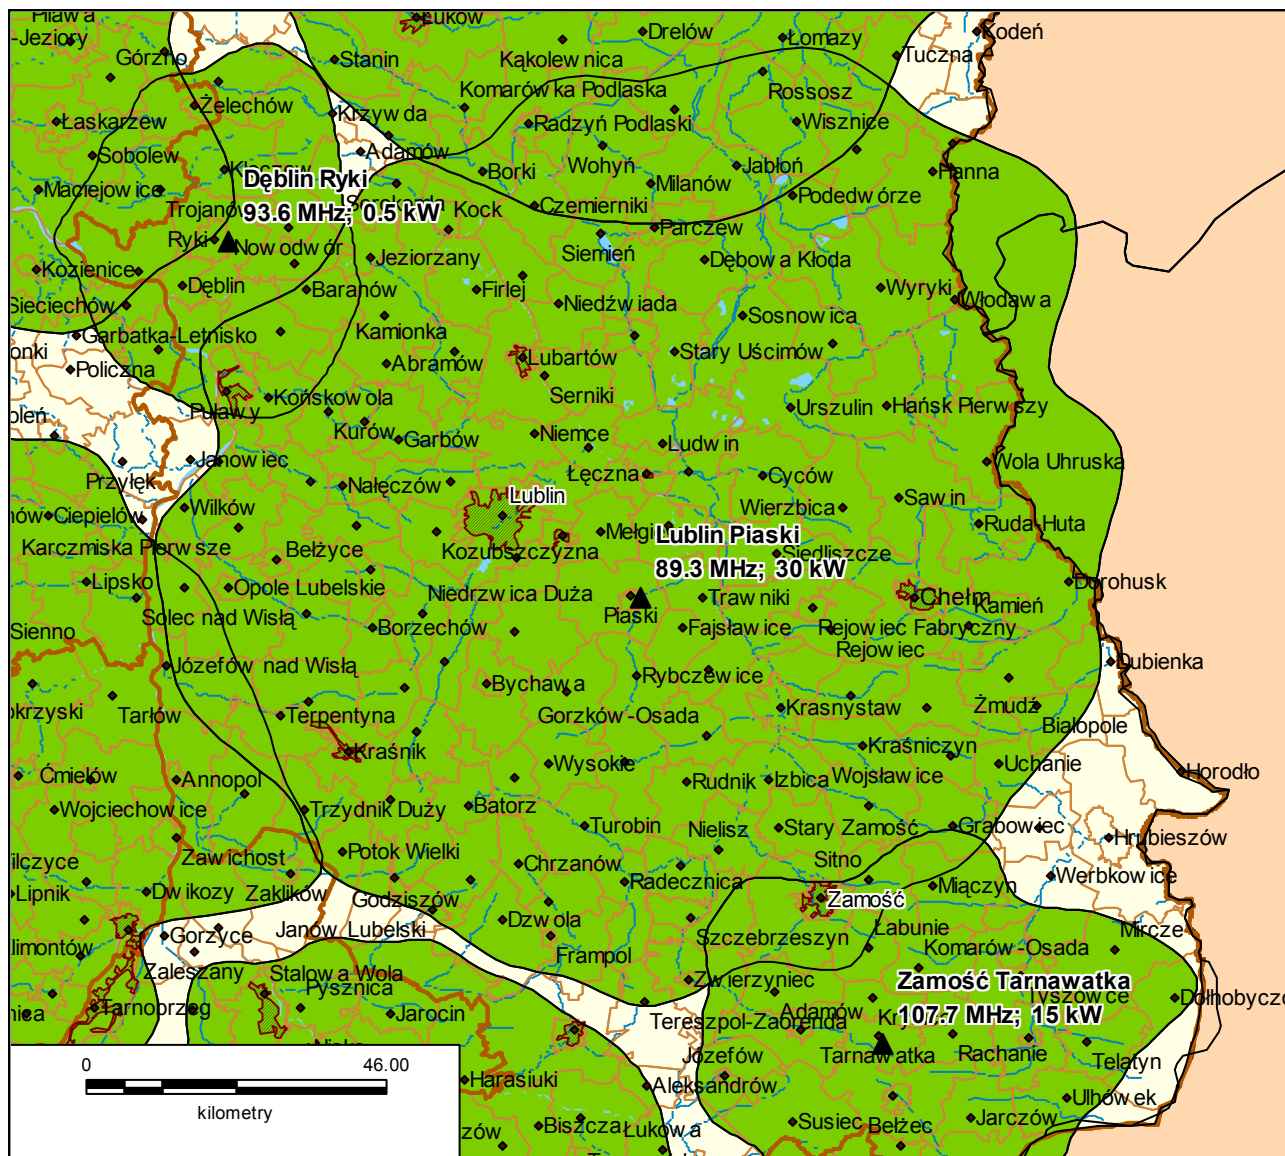 Łuków
Drelów
Łomazy
Kodeń
-Jeziory
Górzno
Stanin
Kąkolewnica
Tuczna
Komarówka Podlaska
Rossosz
Żelechów
Krzywda
Łaskarzew
Radzyń Podlaski
Wisznice
Sobolew
Adamów
Wohyń
Borki
Jabłoń
Hanna
Dęblin Ryki
Maciejowice
Milanów
Podedwórze
93.6 MHz; 0.5 kW
Trojanów
Kock
Czemierniki
Parczew
Ryki
Nowodwór
Siemień
Kozienice
Jeziorzany
Dębowa Kłoda
Dęblin
Baranów
Firlej
Wyryki
Sieciechów
Niedźwiada
Włodawa
Sosnowica
Garbatka-Letnisko
Kamionka
onki
Policzna
Abramów
Lubartów
Stary Uścimów
Serniki
Końskowola
Puławy
Urszulin
Hańsk Pierwszy
Kurów
Garbów
Niemce
Ludwin
Janowiec
Łęczna
Wola Uhruska
Przyłęk
Nałęczów
Cyców
Lublin
Sawin
Ciepielów
Wilków
Wierzbica
Ruda-Huta
Lublin Piaski
Karczmiska Pierwsze
Bełżyce
Kozubszczyzna
Siedliszcze
89.3 MHz; 30 kW
Lipsko
Opole Lubelskie
Niedrzwica Duża
Dorohusk
Trawniki
Chełm
Kamień
Solec nad Wisłą
Piaski
Sienno
Borzechów
Fajsławice
Rejowiec Fabryczny
Rejowiec
Józefów nad Wisłą
Dubienka
Bychawa
Rybczewice
Tarłów
Terpentyna
Gorzków-Osada
Krasnystaw
Żmudź
Białopole
Kraśnik
Kraśniczyn
Ćmielów
Annopol
Wysokie
Rudnik
Izbica
Wojsławice
Uchanie
Horodło
Wojciechowice
Trzydnik Duży
Batorz
Turobin
Nielisz
Stary Zamość
Grabowiec
Hrubieszów
Zawichost
Potok Wielki
Chrzanów
Sitno
Lipnik
Dwikozy
Zaklików
Godziszów
Radecznica
Zamość
Miączyn
Werbkowice
Gorzyce
Janów Lubelski
Dzwola
Szczebrzeszyn
Łabunie
Komarów-Osada
Mircze
Frampol
Zaleszany
Stalowa Wola
Pysznica
Zwierzyniec
Zamość Tarnawatka
Tyszowce
Tarnobrzeg
Jarocin
Tereszpol-Zaorenda
Adamów
107.7 MHz; 15 kW
Józefów
Tarnawatka
Rachanie
Telatyn
0
46.00
kilometry
Harasiuki
Aleksandrów
Ulhówek
Biszcza
Łukowa
Susiec
Bełżec
Jarczów